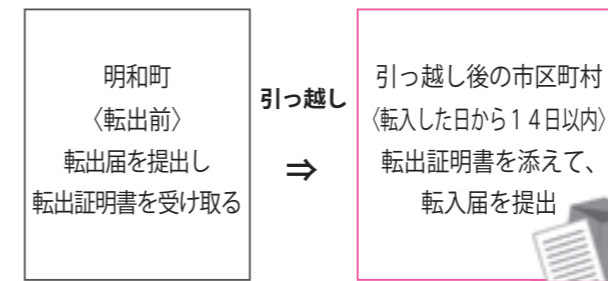 明和町
〈転出前〉
転出届を提出し
転出証明書を受け取る
引っ越し
⇒
引っ越し後の市区町村
〈転入した日から14日以内〉
転出証明書を添えて、
転入届を提出